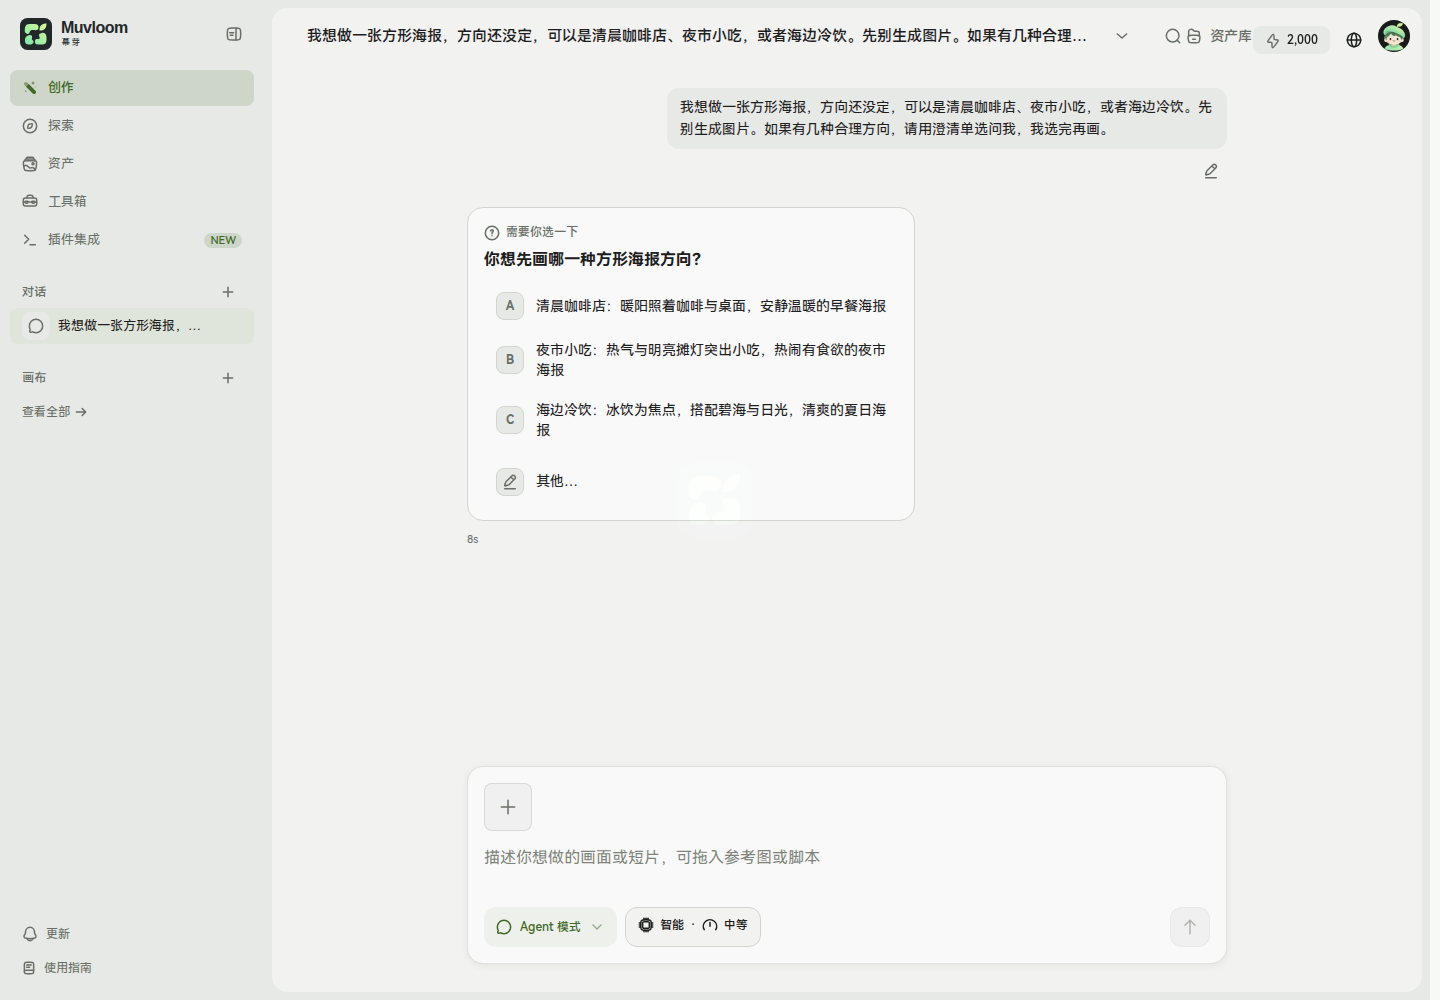 Muvloom
幕芽
创作
探索
资产
工具箱
插件集成
NEW
对话
我想做一张方形海报，...
画布
查看全部
更新
使用指南
我想做一张方形海报，方向还没定，可以是清晨咖啡店、夜市小吃，或者海边冷饮。先别生成图片。如果有几种合理...
资产库
2,000
我想做一张方形海报，方向还没定，可以是清晨咖啡店、夜市小吃，或者海边冷饮。先
别生成图片。如果有几种合理方向，请用澄清单选问我，我选完再画。
需要你选一下
你想先画哪一种方形海报方向？
A
清晨咖啡店：暖阳照着咖啡与桌面，安静温暖的早餐海报
B
夜市小吃：热气与明亮摊灯突出小吃，热闹有食欲的夜市
海报
C
海边冷饮：冰饮为焦点，搭配碧海与日光，清爽的夏日海
报
其他...
8s
描述你想做的画面或短片，可拖入参考图或脚本
Agent 模式
智能 · 中等